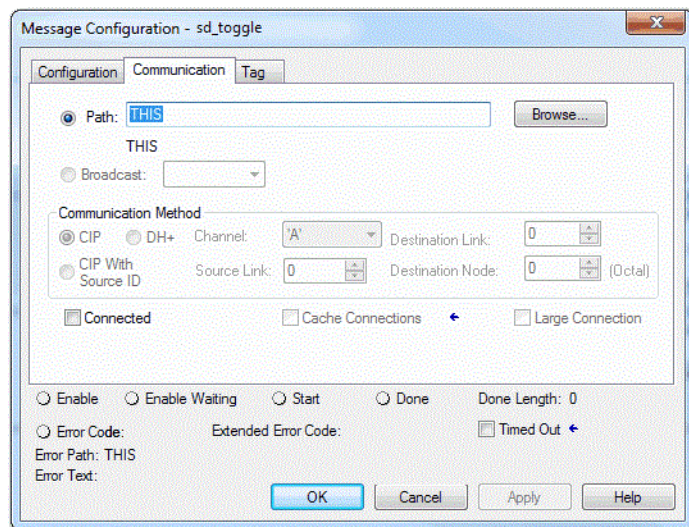 Message Configuration - sd_toggle
Configuration Communication Tag
Path: THIS Browse...
THIS
Broadcast:
Communication Method
CIP DH+ Channel: 'A' Destination Link: 0
CIP With
Source ID Source Link: 0 Destination Node: 0 (Octal)
Connected Cache Connections Large Connection
Enable Enable Waiting Start Done Done Length: 0
Error Code: Extended Error Code: Timed Out
Error Path: THIS
Error Text:
OK Cancel Apply Help